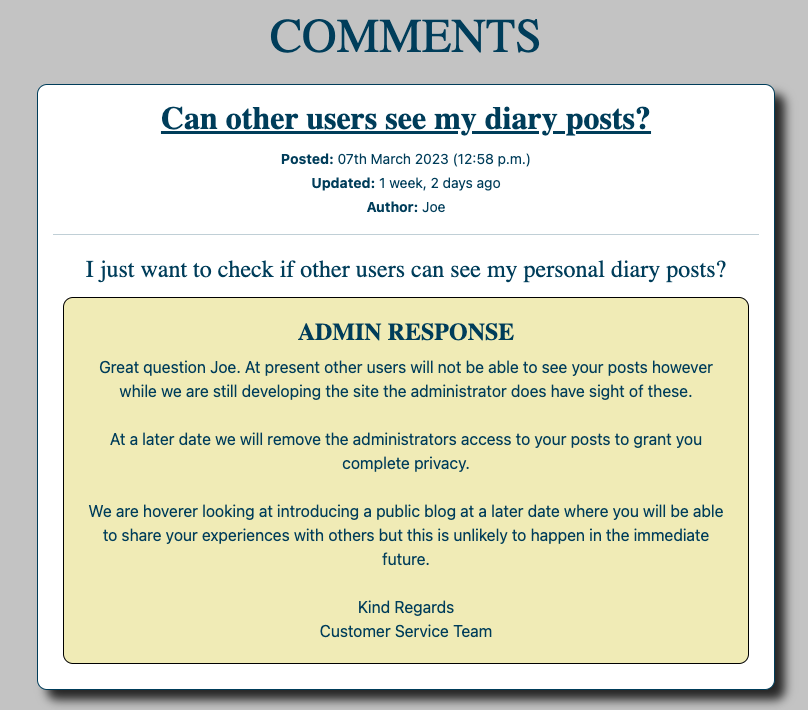 COMMENTS
Can other users see my diary posts?
Posted: 07th March 2023 (12:58 p.m.)
Updated: 1 week, 2 days ago
Author: Joe
I just want to check if other users can see my personal diary posts?
ADMIN RESPONSE
Great question Joe. At present other users will not be able to see your posts however
while we are still developing the site the administrator does have sight of these.
At a later date we will remove the administrators access to your posts to grant you
complete privacy.
We are hoverer looking at introducing a public blog at a later date where you will be able
to share your experiences with others but this is unlikely to happen in the immediate
future.
Kind Regards
Customer Service Team